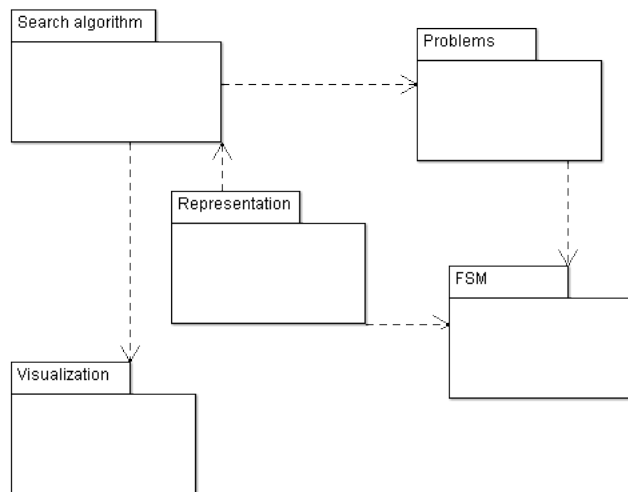 Search algorithm
Problems
Representation
FSM
Visualization